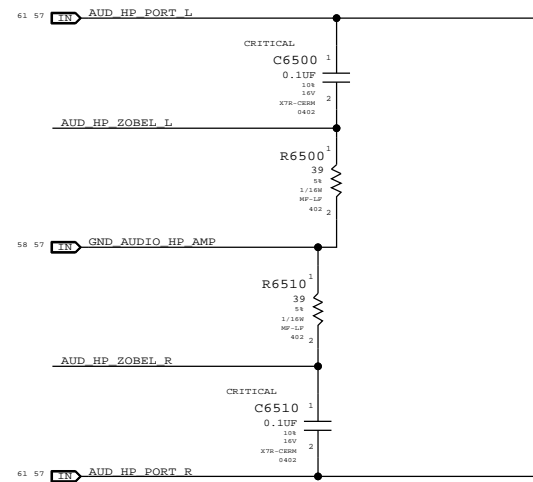 61 57 IN AUD_HP_PORT_L
CRITICAL
C6500 1
0.1UF
10%
16V
X7R-CERM 2
0402
AUD_HP_ZOBEL_L
R6500 1
39
5%
1/16W
MF-LF
402 2
58 57 IN GND_AUDIO_HP_AMP
R6510 1
39
5%
1/16W
MF-LF
402 2
AUD_HP_ZOBEL_R
CRITICAL
C6510 1
0.1UF
10%
16V
X7R-CERM 2
0402
61 57 IN AUD_HP_PORT_R